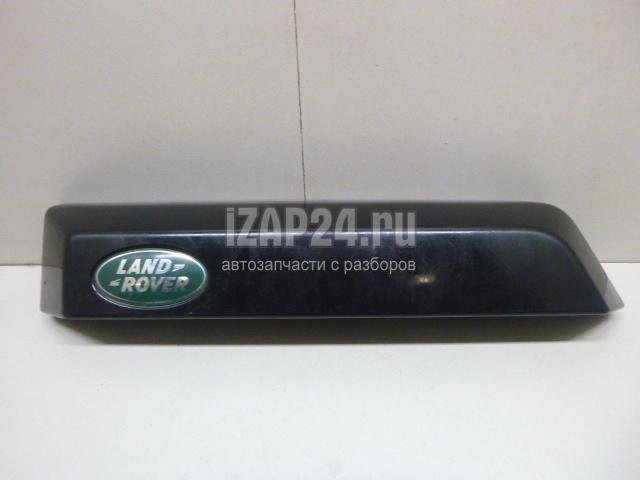 iZAP24.ru
автозапчасти с разборов
LAND
ROVER